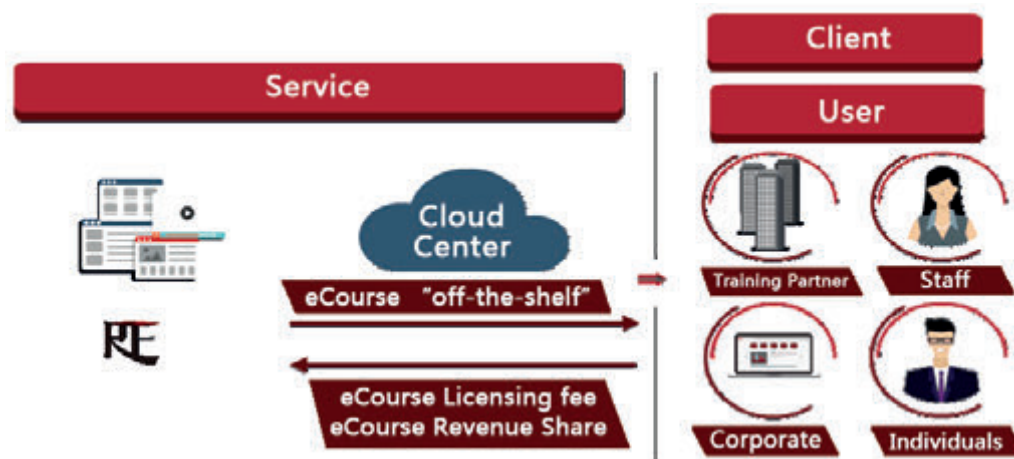 Client
Service
User
Cloud
Center
eCourse "off-the-shelf"
Training Partner
Staff
eCourse Licensing fee
eCourse Revenue Share
Corporate
Individuals